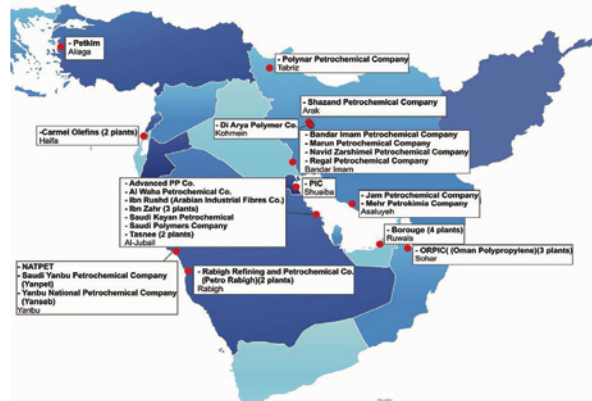 - Petkim
Aliaga
- Polynar Petrochemical Company
Tabriz
- Shazand Petrochemical Company
Arak
- Di Arya Polymer Co.
Kohmein
- Bandar Imam Petrochemical Company
- Marun Petrochemical Company
- Navid Zarshimei Petrochemical Company
- Regal Petrochemical Company
Bandar Imam
-Carmel Olefins (2 plants)
Haifa
- Advanced PP Co.
- Al Waha Petrochemical Co.
- Ibn Rushd (Arabian Industrial Fibres Co.)
- Ibn Zahr (3 plants)
- Saudi Kayan Petrochemical
- Saudi Polymers Company
- Tasnee (2 plants)
Al-Jubail
- PIC
Shuaiba
- Jam Petrochemical Company
- Mehr Petrokimia Company
Asaluyeh
- Borouge (4 plants)
Ruwais
- ORPIC( (Oman Polypropylene)(3 plants)
Sohar
- NATPET
- Saudi Yanbu Petrochemical Company
(Yanpet)
- Yanbu National Petrochemical Company
(Yanseb)
Yanbu
- Rabigh Refining and Petrochemical Co.
(Petro Rabigh)(2 plants)
Rabigh